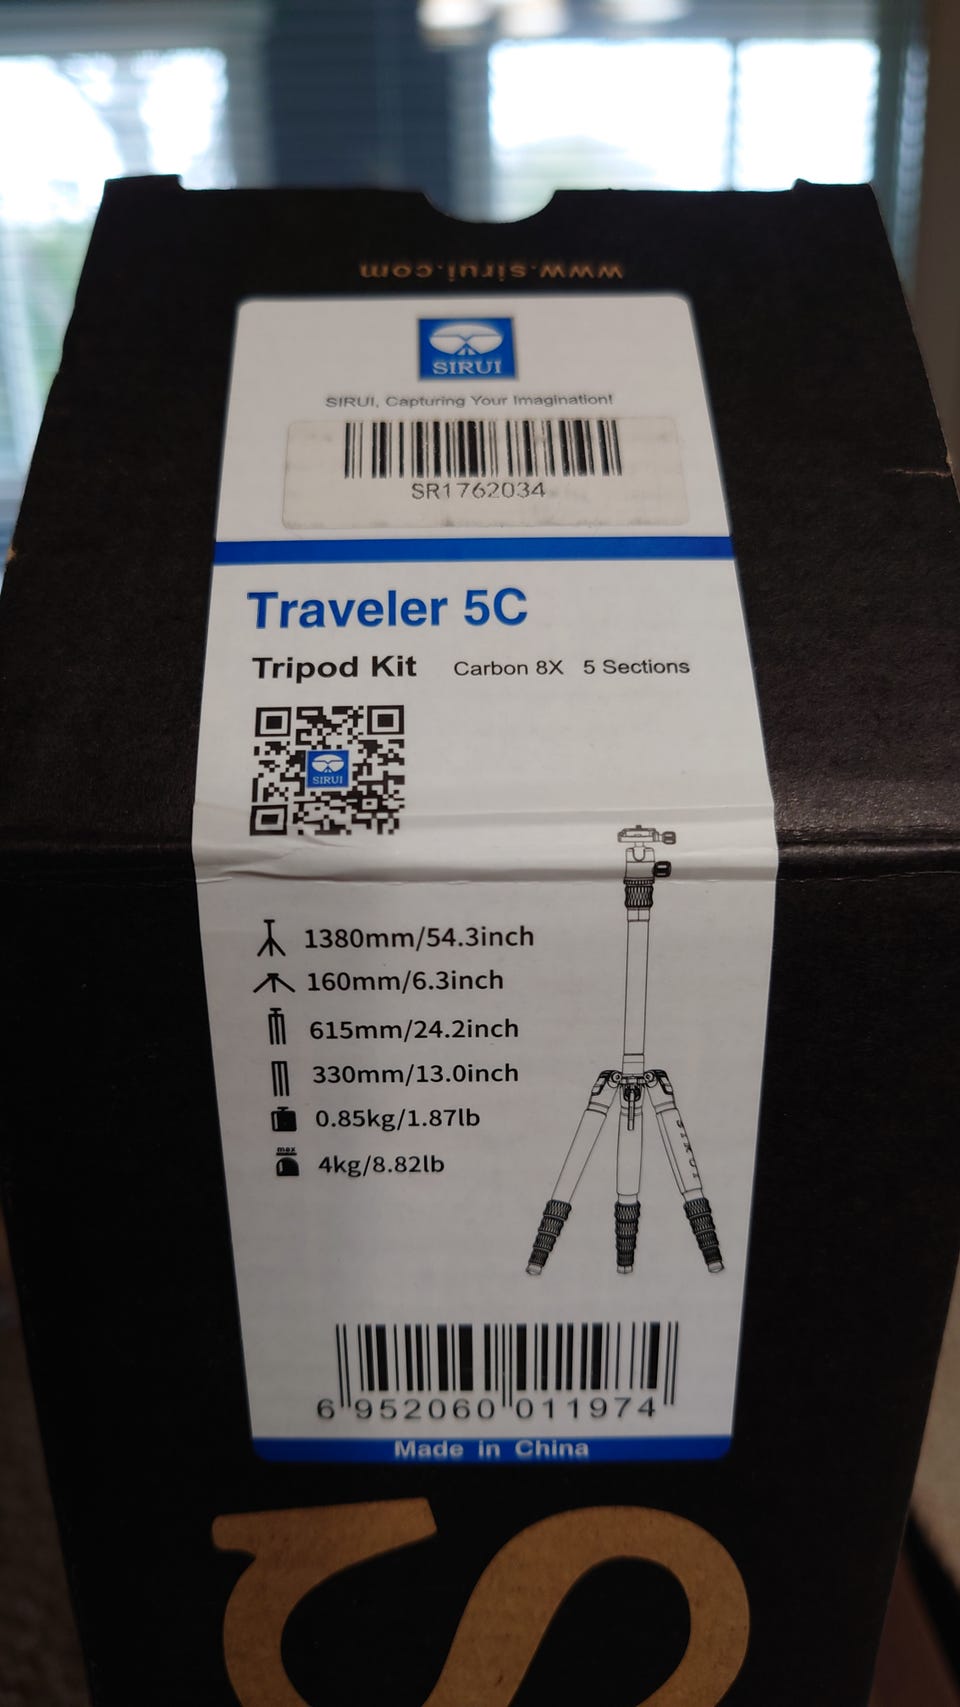 www.sirui.com
SIRUI
SIRUI, Capturing Your Imagination!
SR1762034
Traveler 5C
Tripod Kit Carbon 8X 5 Sections
SIRUI
1380mm/54.3inch
160mm/6.3inch
615mm/24.2inch
330mm/13.0inch
0.85kg/1.87lb
max
4kg/8.82lb
SIRUI
6 952060 011974
Made in China
S